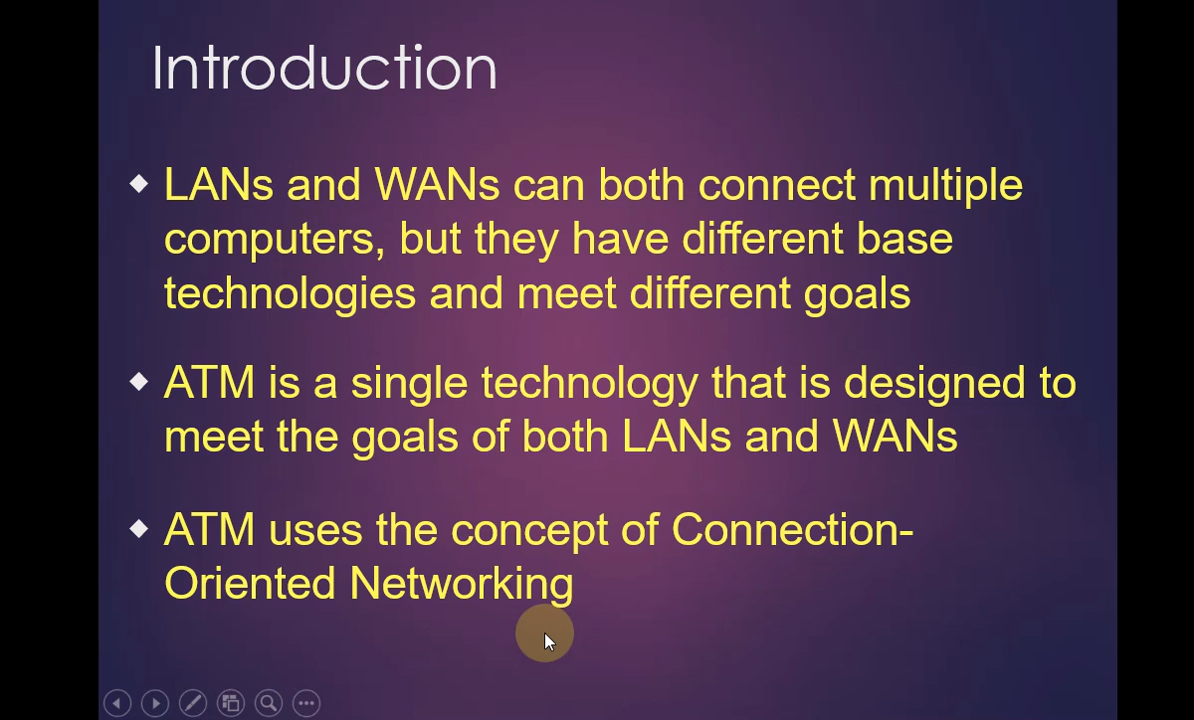 Introduction
LANs and WANs can both connect multiple
computers, but they have different base
technologies and meet different goals
ATM is a single technology that is designed to
meet the goals of both LANs and WANs
ATM uses the concept of Connection-
Oriented Networking